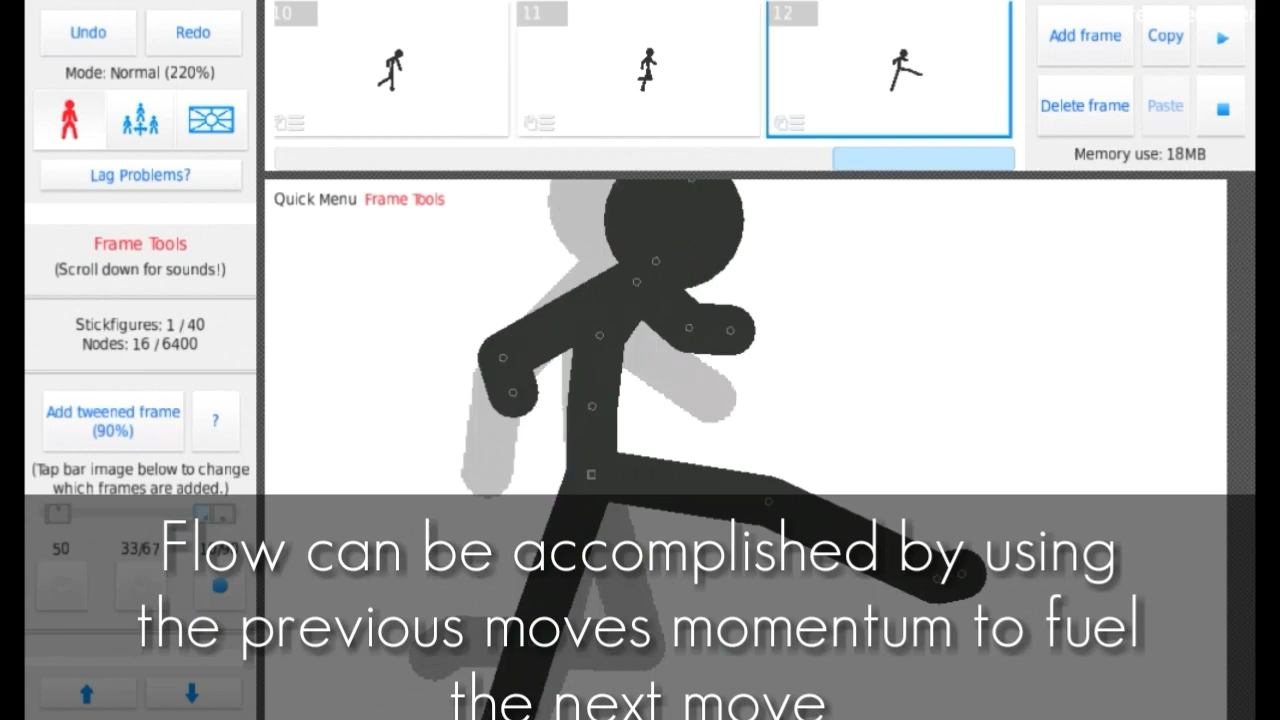 Undo
Redo
Mode: Normal (220%)
Lag Problems?
Frame Tools
(Scroll down for sounds!)
Stickfigures: 1 / 40
Nodes: 16 / 6400
Add tweened frame
(90%)
?
(Tap bar image below to change
which frames are added.)
50
33/67
10
11
12
Add frame
Copy
Delete frame
Paste
Memory use: 18MB
Quick Menu
Frame Tools
Flow can be accomplished by using
the previous moves momentum to fuel
the next move